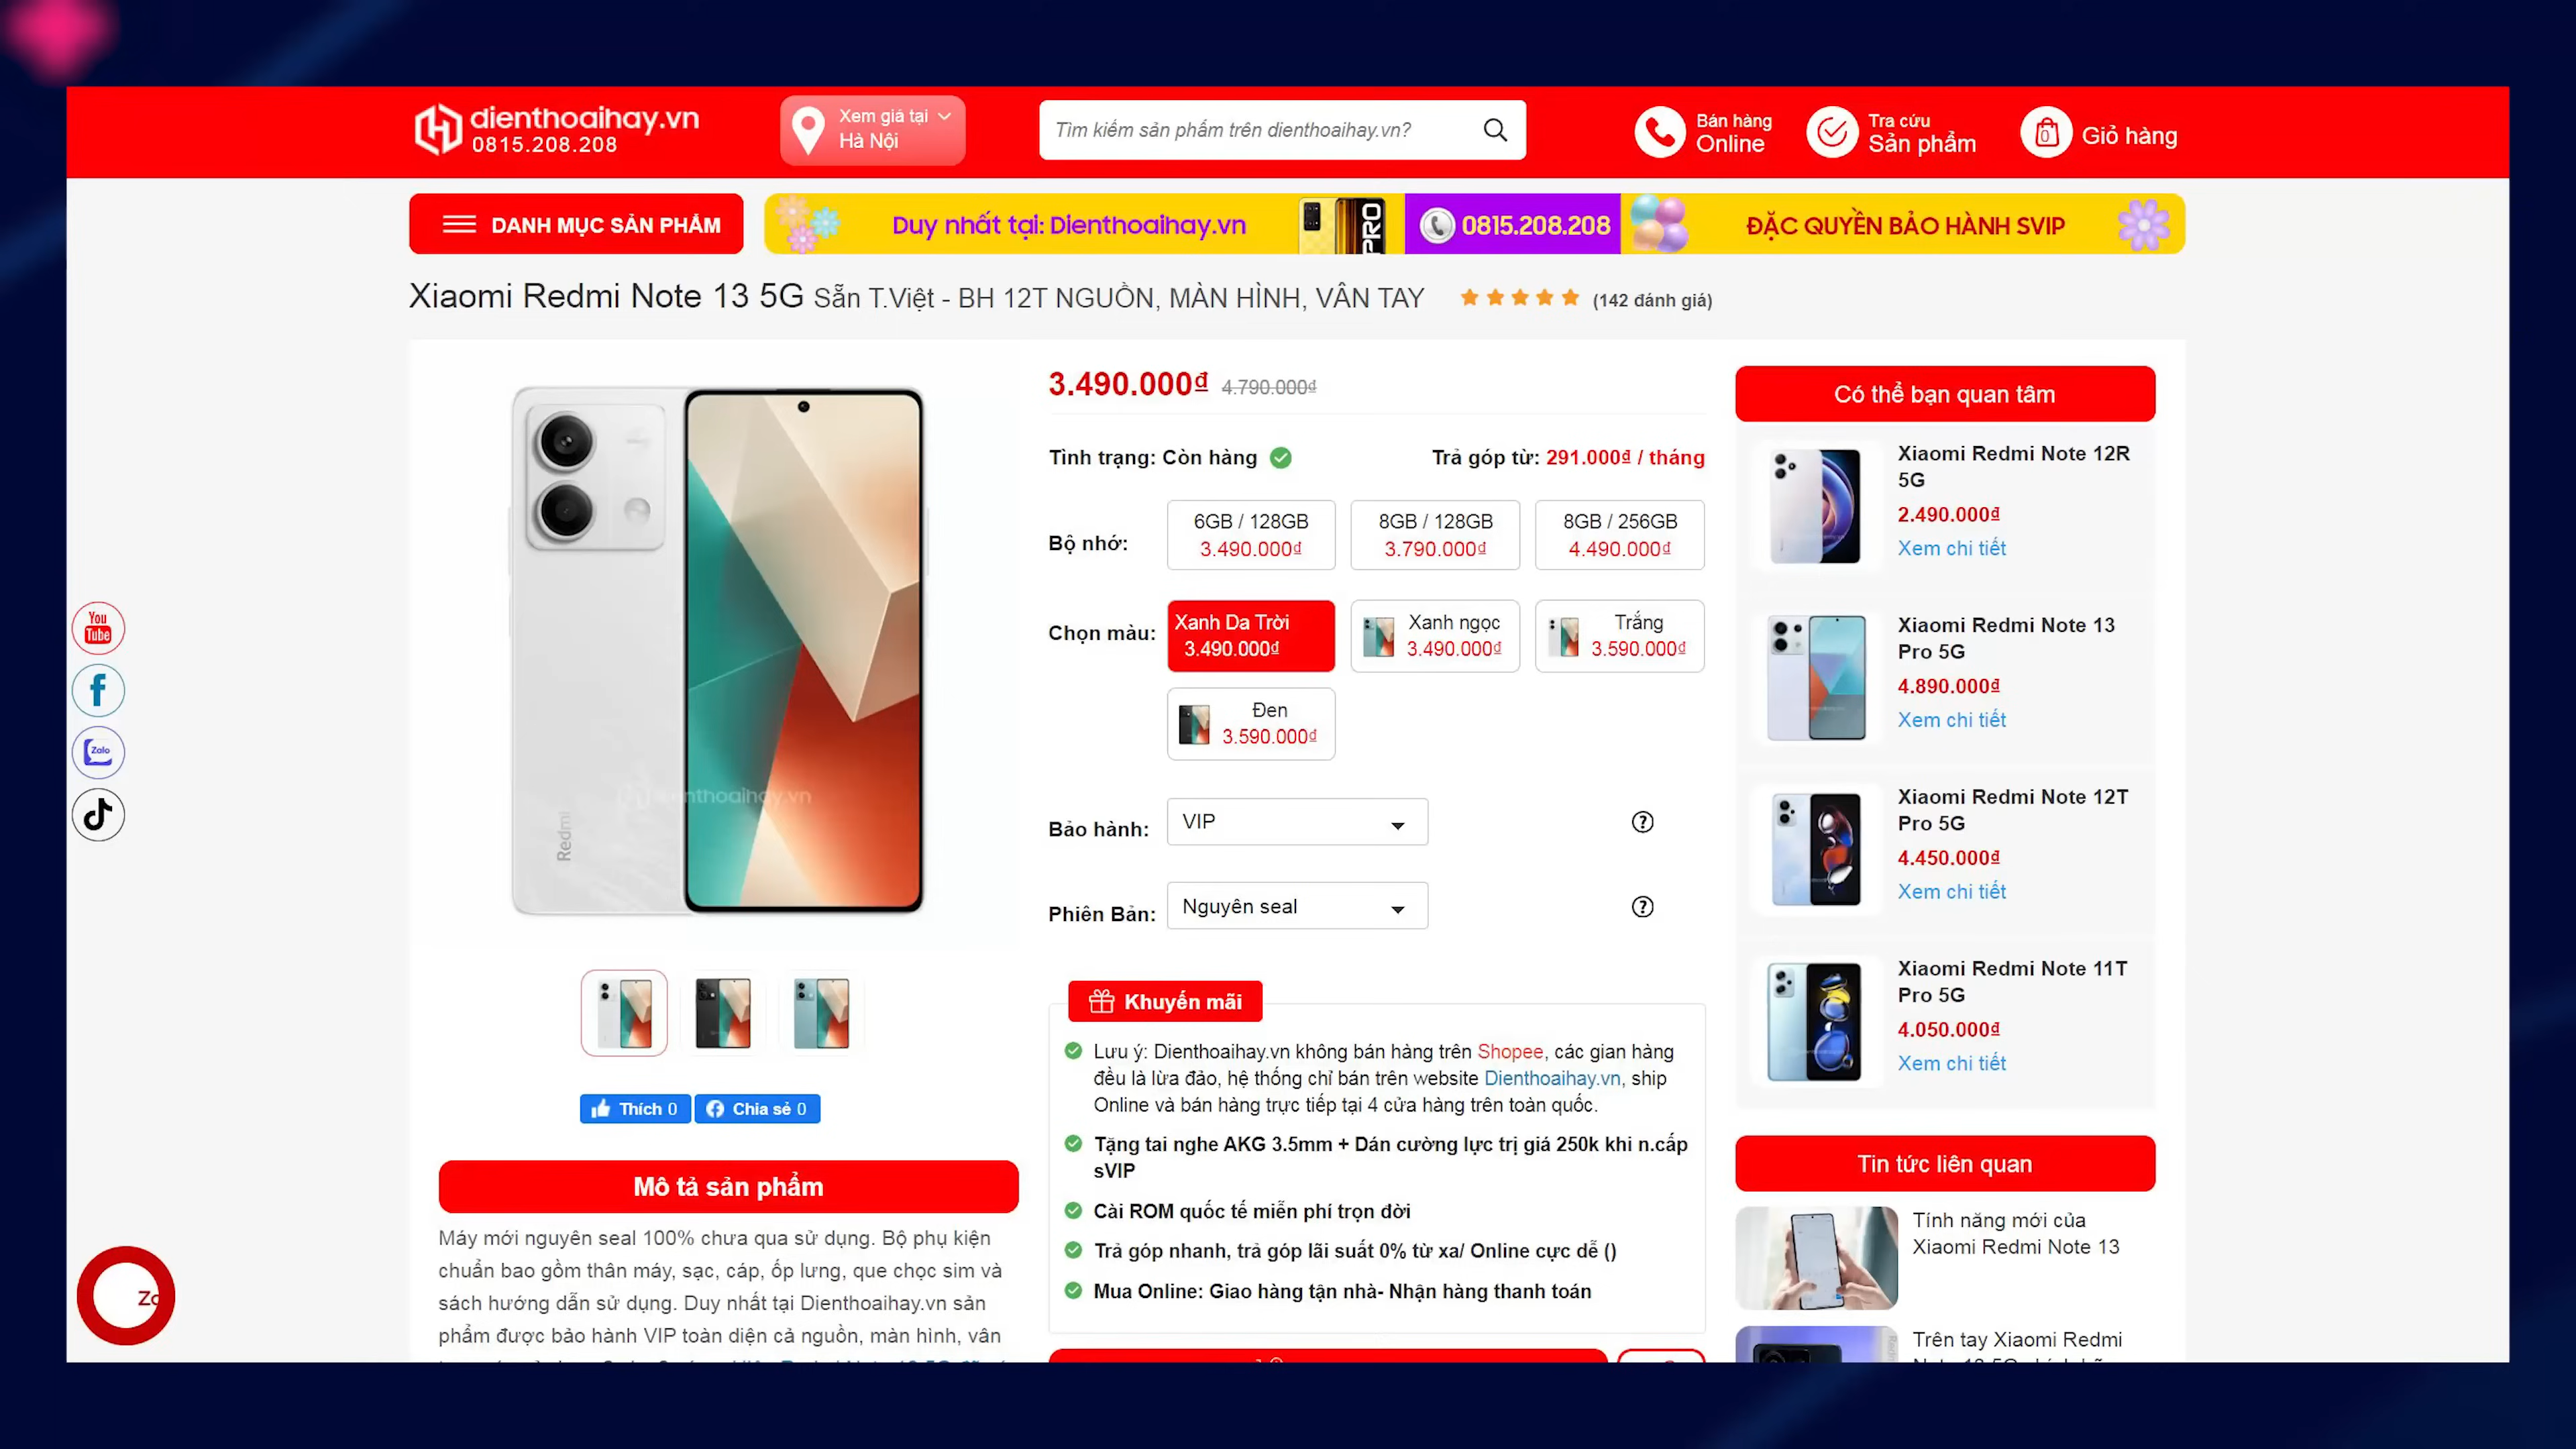 dienthoaihay.vn
0815.208.208
Xem giá tại
Hà Nội
Tìm kiếm sản phẩm trên dienthoaihay.vn?
Bán hàng
Online
Tra cứu
Sản phẩm
0
Giỏ hàng
DANH MỤC SẢN PHẨM
Duy nhất tại: Dienthoaihay.vn
PRO
0815.208.208
ĐẶC QUYỀN BẢO HÀNH SVIP
Xiaomi Redmi Note 13 5G Sẵn T.Việt - BH 12T NGUỒN, MÀN HÌNH, VÂN TAY
(142 đánh giá)
Redmi
dienthoaihay.vn
You
Tube
Zalo
Thích 0
Chia sẻ 0
Mô tả sản phẩm
Máy mới nguyên seal 100% chưa qua sử dụng. Bộ phụ kiện
chuẩn bao gồm thân máy, sạc, cáp, ốp lưng, que chọc sim và
sách hướng dẫn sử dụng. Duy nhất tại Dienthoaihay.vn sản
phẩm được bảo hành VIP toàn diện cả nguồn, màn hình, vân
3.490.000₫ 4.790.000₫
Tình trạng: Còn hàng
Trả góp từ: 291.000₫ / tháng
Bộ nhớ:
6GB / 128GB
3.490.000₫
8GB / 128GB
3.790.000₫
8GB / 256GB
4.490.000₫
Chọn màu:
Xanh Da Trời
3.490.000₫
Xanh ngọc
3.490.000₫
Trắng
3.590.000₫
Đen
3.590.000₫
Bảo hành:
VIP
?
Phiên Bản:
Nguyên seal
?
Khuyến mãi
Lưu ý: Dienthoaihay.vn không bán hàng trên Shopee, các gian hàng
đều là lừa đảo, hệ thống chỉ bán trên website Dienthoaihay.vn, ship
Online và bán hàng trực tiếp tại 4 cửa hàng trên toàn quốc.
Tặng tai nghe AKG 3.5mm + Dán cường lực trị giá 250k khi n.cấp
sVIP
Cài ROM quốc tế miễn phí trọn đời
Trả góp nhanh, trả góp lãi suất 0% từ xa/ Online cực dễ ()
Mua Online: Giao hàng tận nhà- Nhận hàng thanh toán
Có thể bạn quan tâm
Xiaomi Redmi Note 12R
5G
2.490.000₫
Xem chi tiết
Xiaomi Redmi Note 13
Pro 5G
4.890.000₫
Xem chi tiết
Xiaomi Redmi Note 12T
Pro 5G
4.450.000₫
Xem chi tiết
Xiaomi Redmi Note 11T
Pro 5G
4.050.000₫
Xem chi tiết
Tin tức liên quan
Tính năng mới của
Xiaomi Redmi Note 13
Trên tay Xiaomi Redmi